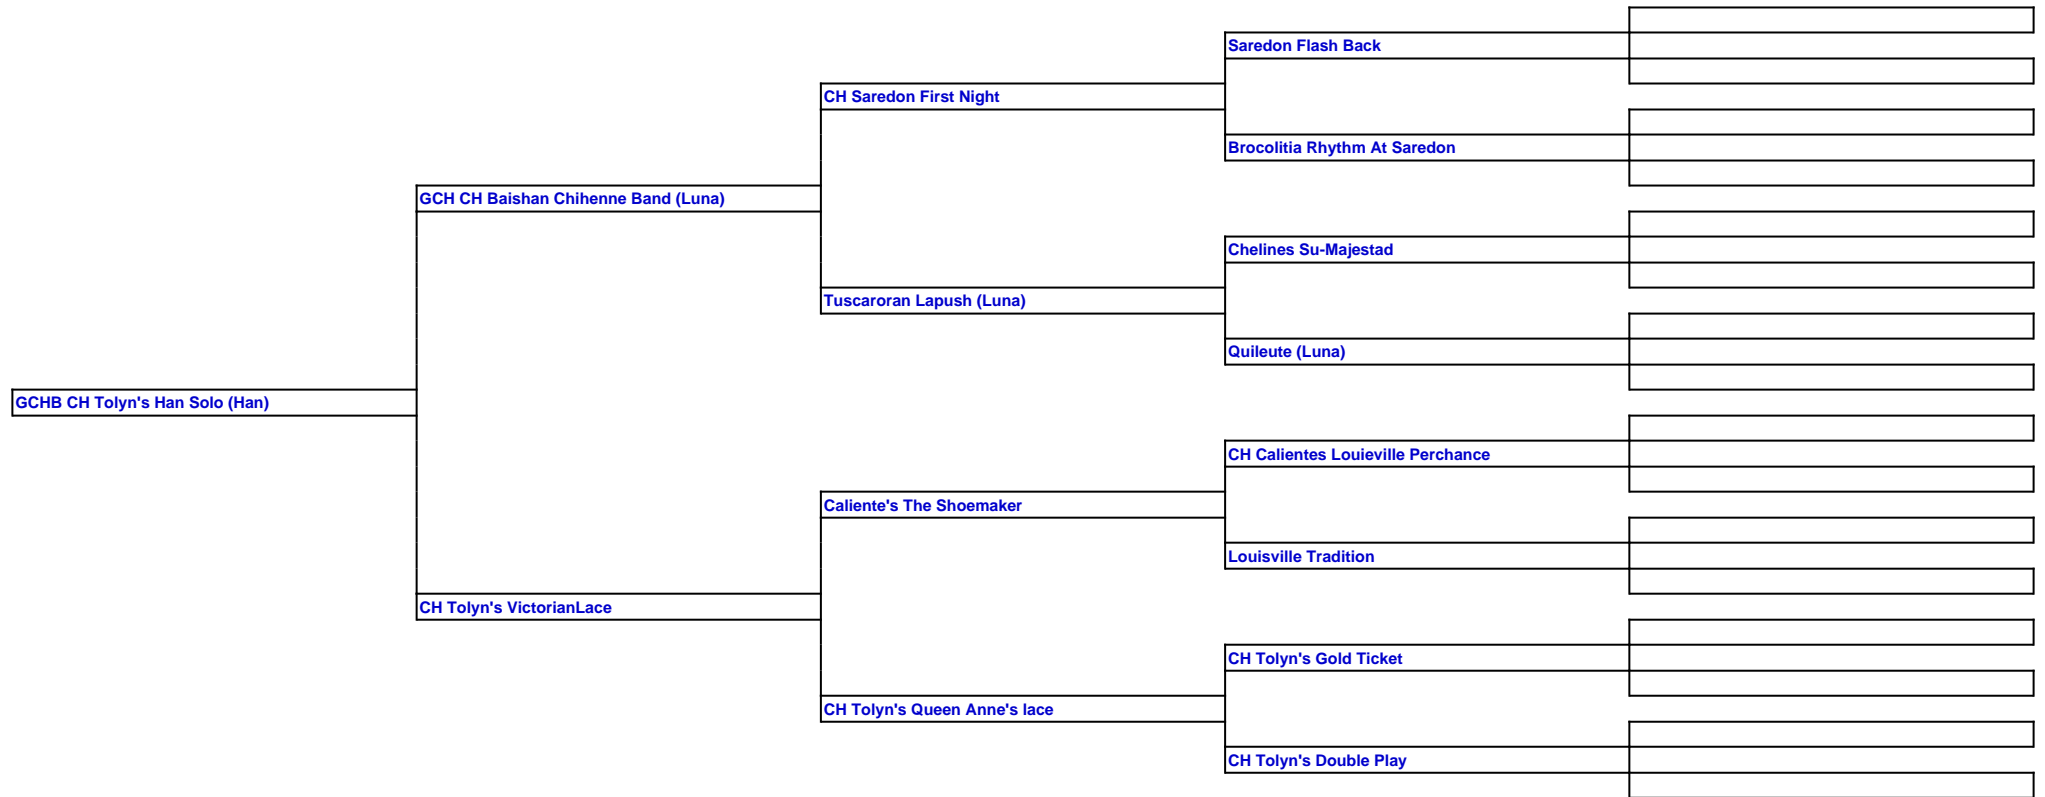 Saredon Flash Back
CH Saredon First Night
Brocolitia Rhythm At Saredon
GCH CH Baishan Chihenne Band (Luna)
Chelines Su-Majestad
Tuscaroran Lapush (Luna)
Quileute (Luna)
GCHB CH Tolyn's Han Solo (Han)
CH Calientes Louieville Perchance
Caliente's The Shoemaker
Louisville Tradition
CH Tolyn's VictorianLace
CH Tolyn's Gold Ticket
CH Tolyn's Queen Anne's lace
CH Tolyn's Double Play